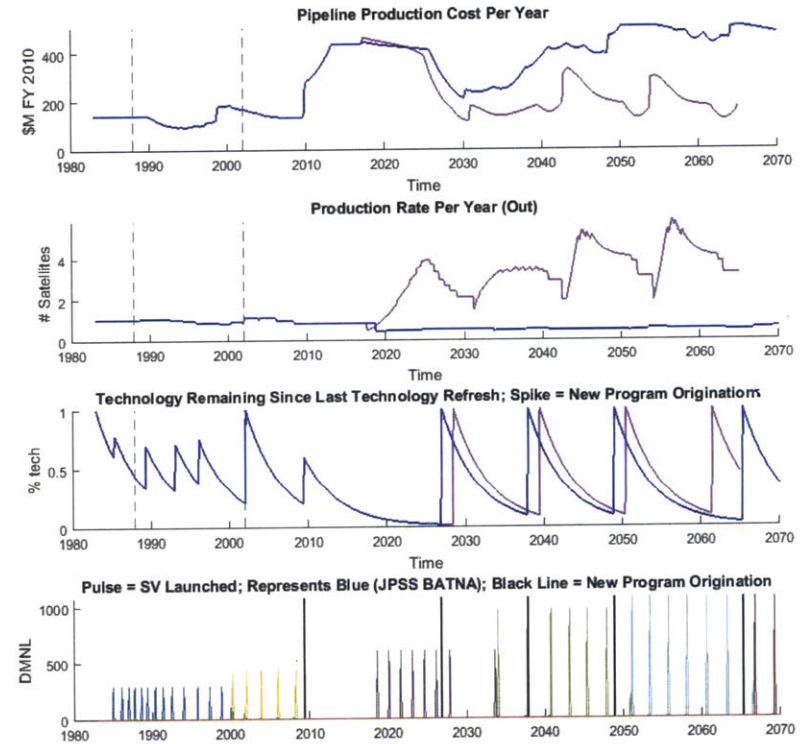 Pipeline Production Cost Per Year
$M FY 2010
400
200
0
1980 1990 2000 2010 2020 2030 2040 2050 2060 2070
Time
Production Rate Per Year (Out)
# Satellites
4
2
0
1980 1990 2000 2010 2020 2030 2040 2050 2060 2070
Time
Technology Remaining Since Last Technology Refresh; Spike = New Program Originations
% tech
1
0.5
0
1980 1990 2000 2010 2020 2030 2040 2050 2060 2070
Time
Pulse = SV Launched; Represents Blue (JPSS BATNA); Black Line = New Program Origination
DMNL
1000
500
0
1980 1990 2000 2010 2020 2030 2040 2050 2060 2070